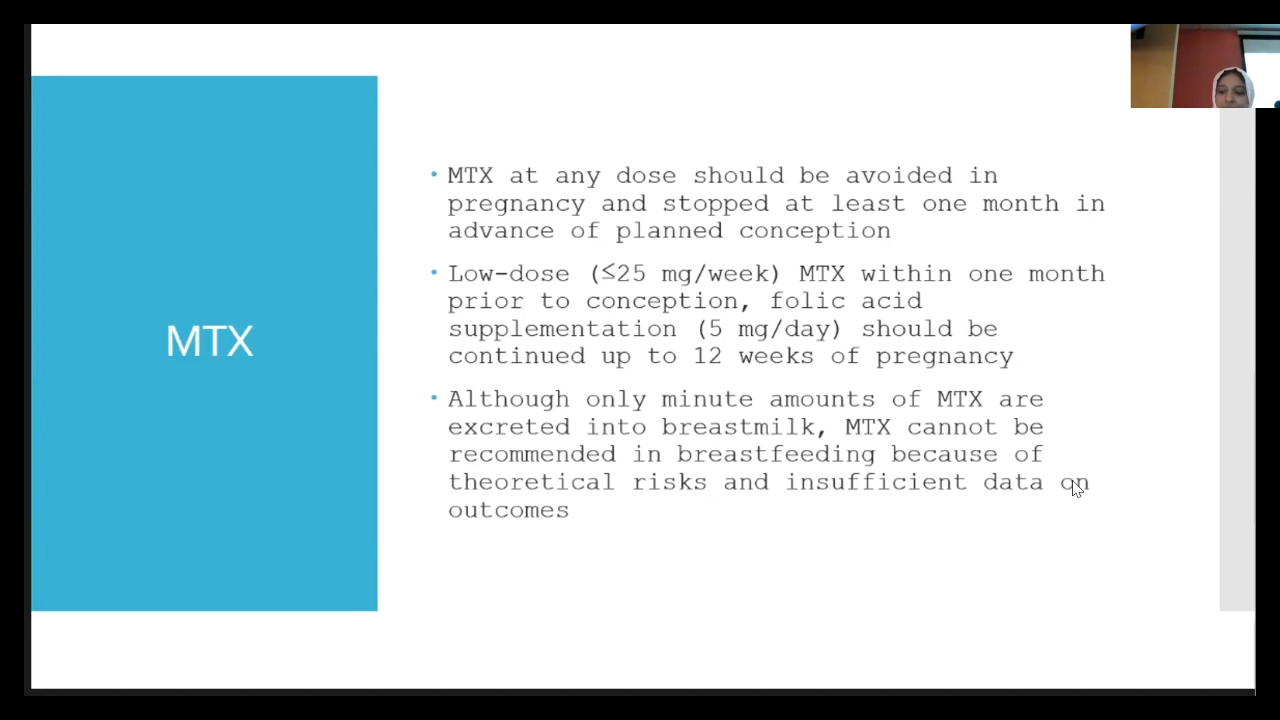 MTX
• MTX at any dose should be avoided in
pregnancy and stopped at least one month in
advance of planned conception
• Low-dose (≤25 mg/week) MTX within one month
prior to conception, folic acid
supplementation (5 mg/day) should be
continued up to 12 weeks of pregnancy
• Although only minute amounts of MTX are
excreted into breastmilk, MTX cannot be
recommended in breastfeeding because of
theoretical risks and insufficient data on
outcomes